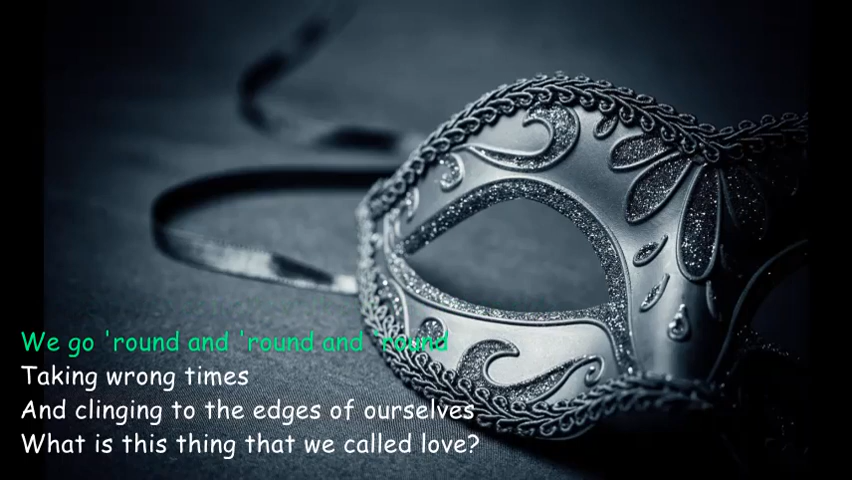 We go 'round and 'round and 'round
Taking wrong times
And clinging to the edges of ourselves
What is this thing that we called love?